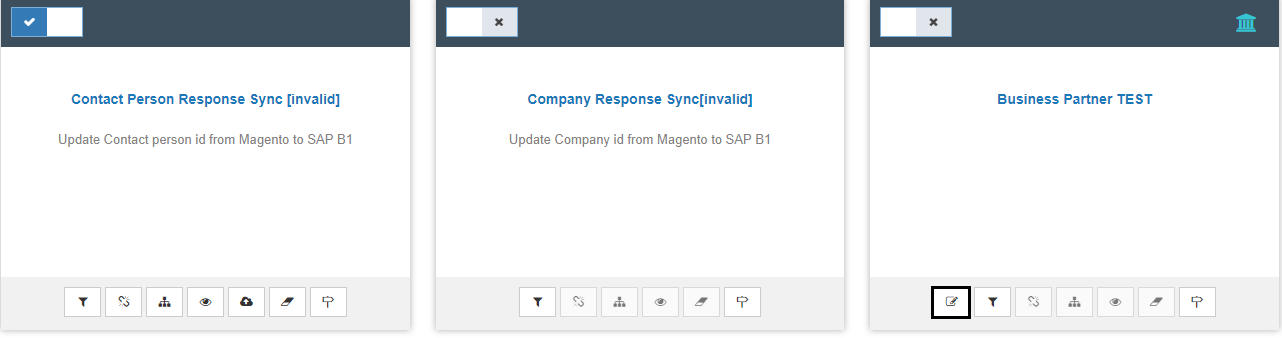 Contact Person Response Sync [invalid]
Update Contact person id from Magento to SAP B1
Company Response Sync[invalid]
Update Company id from Magento to SAP B1
Business Partner TEST